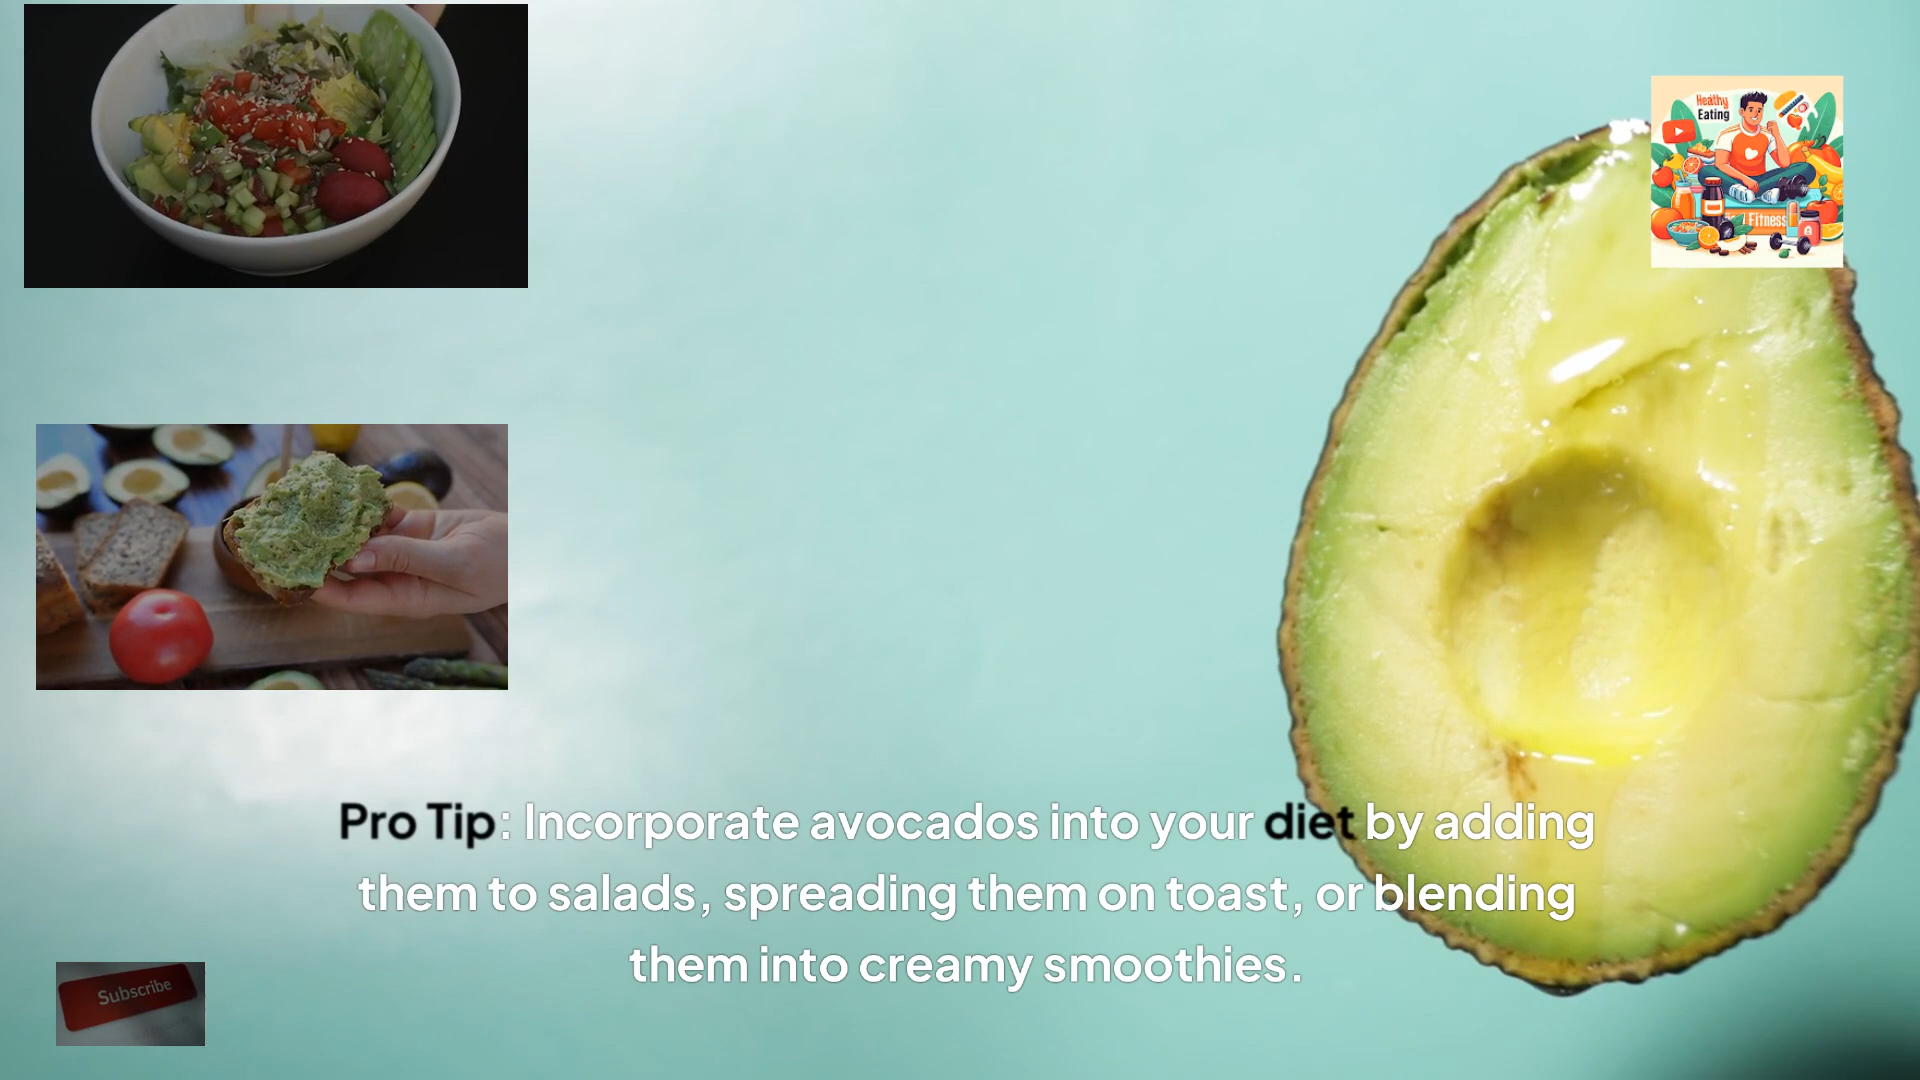 Healthy
Eating
Fitness
Pro Tip: Incorporate avocados into your diet by adding
them to salads, spreading them on toast, or blending
them into creamy smoothies.
Subscribe